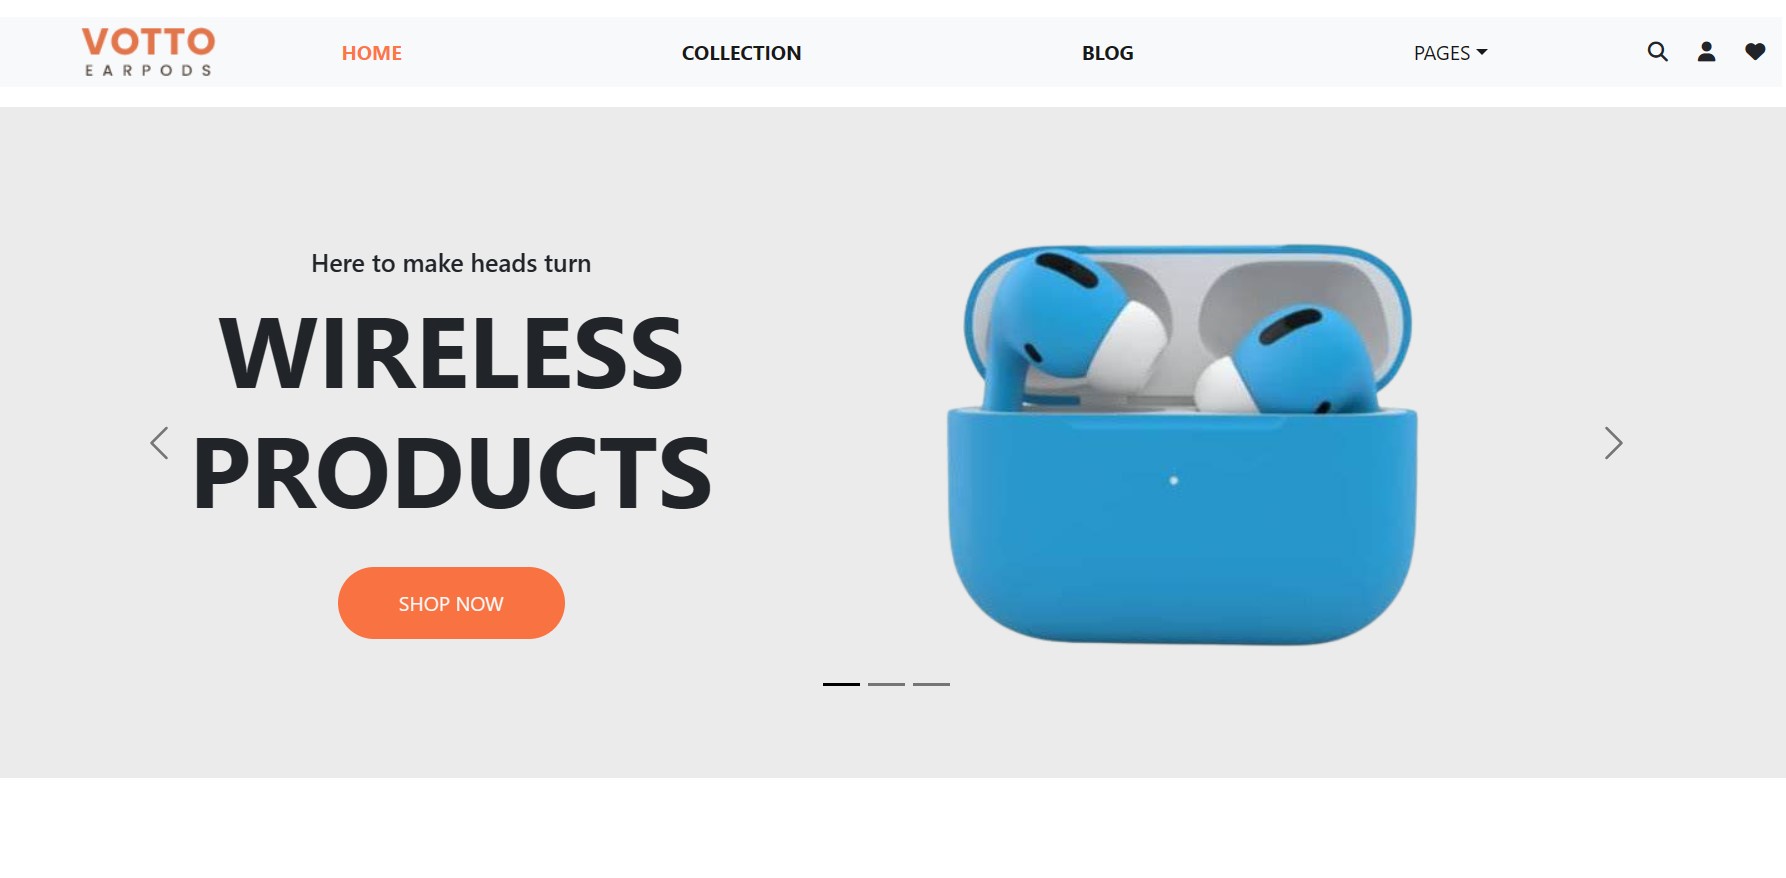 VOTTO
EARPODS
HOME
COLLECTION
BLOG
PAGES
Here to make heads turn
WIRELESS
PRODUCTS
SHOP NOW